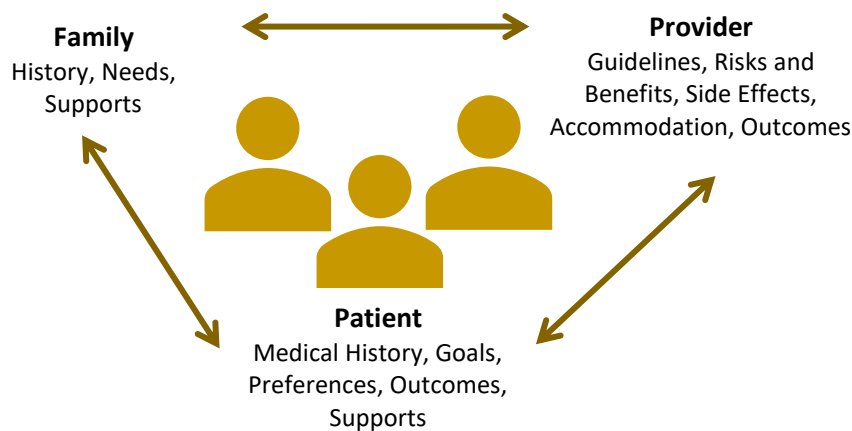 Family
History, Needs,
Supports
Provider
Guidelines, Risks and
Benefits, Side Effects,
Accommodation, Outcomes
Patient
Medical History, Goals,
Preferences, Outcomes,
Supports